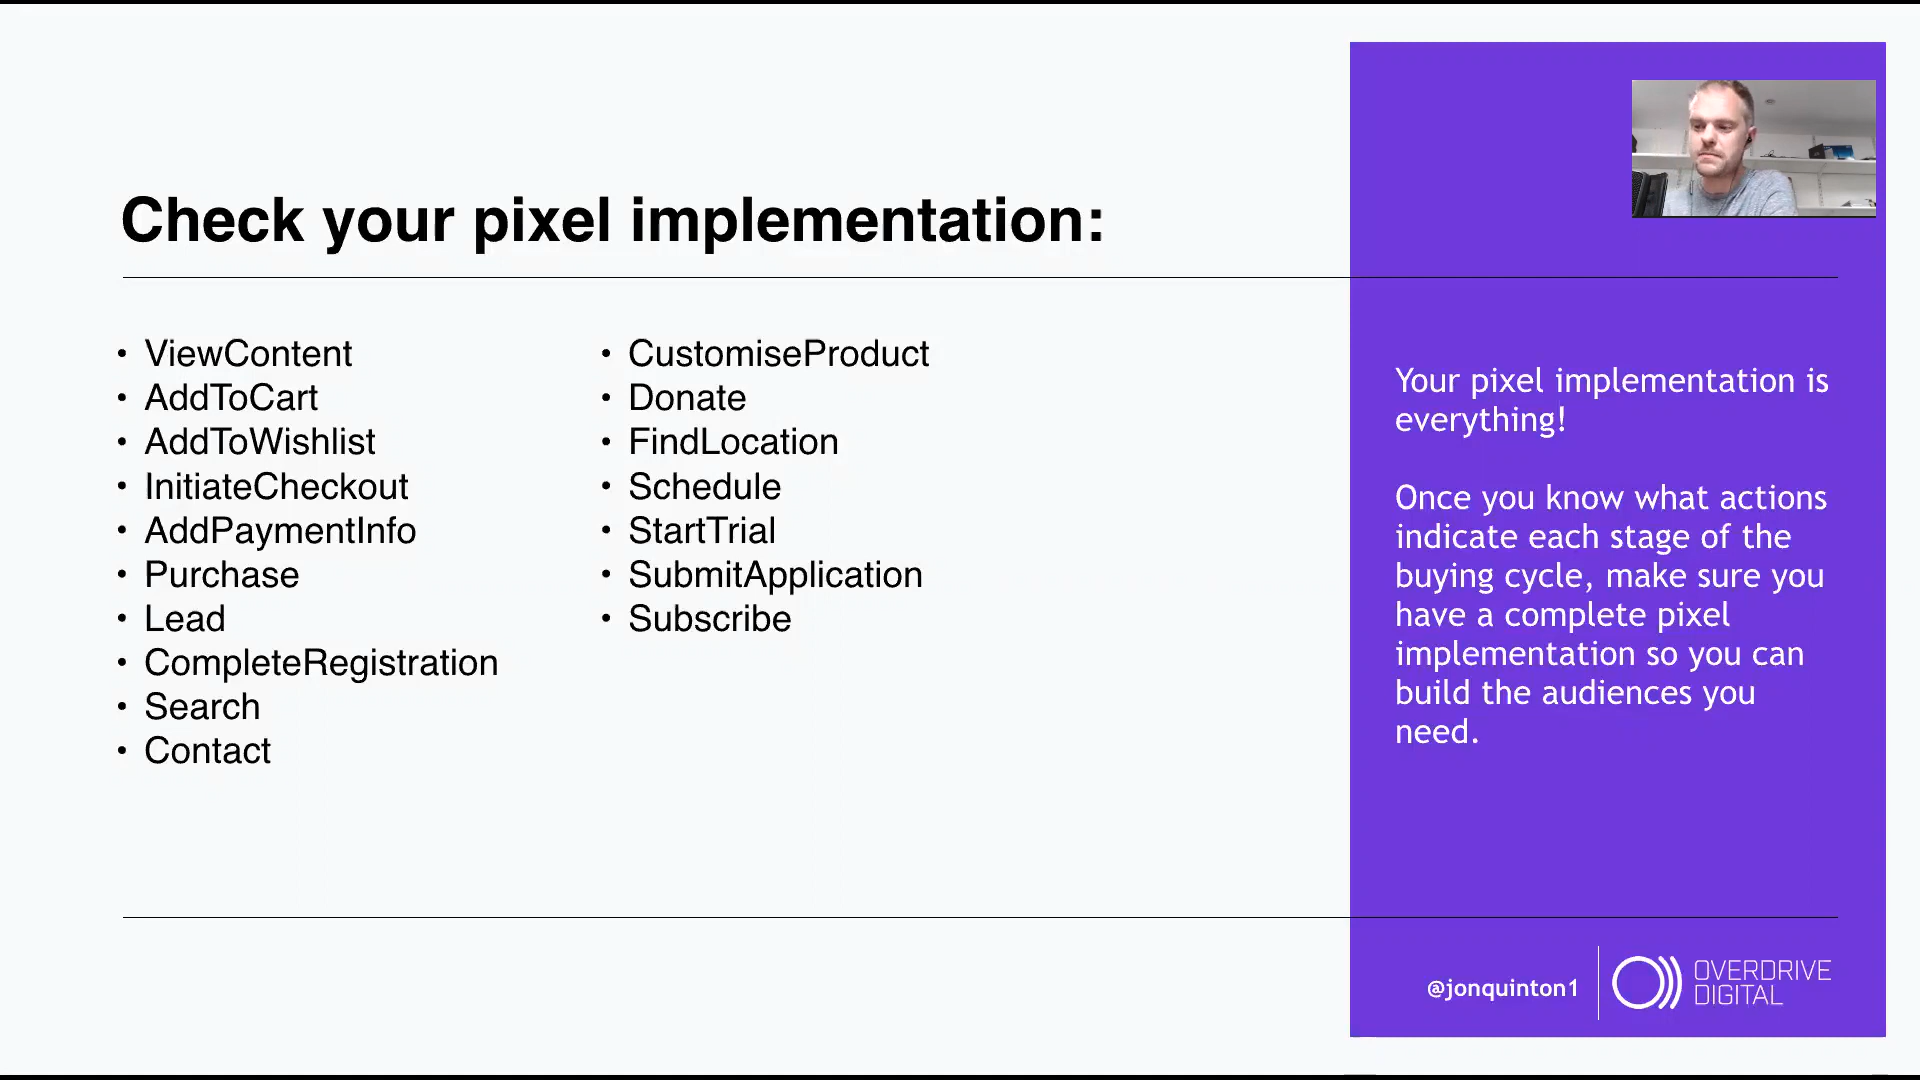 Check your pixel implementation:
• ViewContent
• AddToCart
• AddToWishlist
• InitiateCheckout
• AddPaymentInfo
• Purchase
• Lead
• CompleteRegistration
• Search
• Contact
• CustomiseProduct
• Donate
• FindLocation
• Schedule
• StartTrial
• SubmitApplication
• Subscribe
Your pixel implementation is
everything!
Once you know what actions
indicate each stage of the
buying cycle, make sure you
have a complete pixel
implementation so you can
build the audiences you
need.
@jonquinton1
OVERDRIVE
DIGITAL